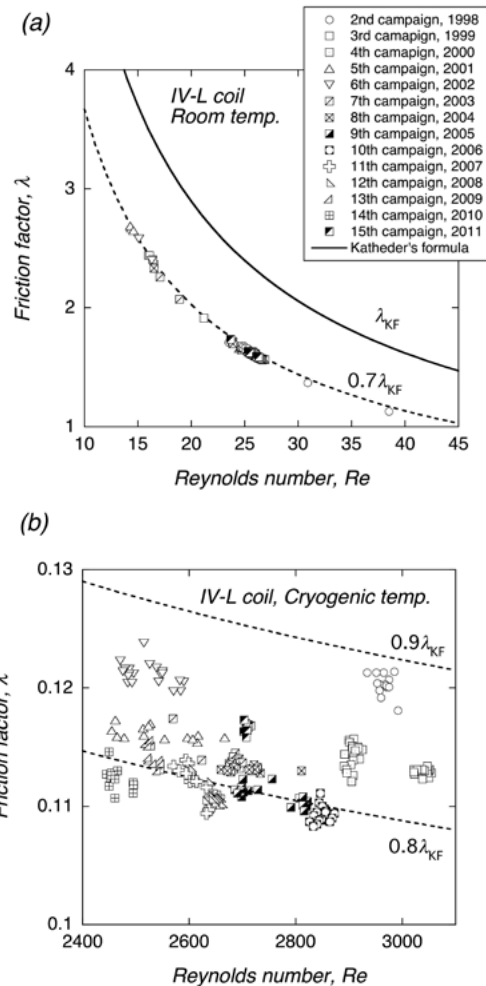 (a)
2nd campaign, 1998
3rd camapign, 1999
4th camapign, 2000
5th campaign, 2001
6th campaign, 2002
7th campaign, 2003
8th campaign, 2004
9th campaign, 2005
10th campaign, 2006
11th campaign, 2007
12th campaign, 2008
13th campaign, 2009
14th campaign, 2010
15th campaign, 2011
Katheder's formula
IV-L coil
Room temp.
4
3
2
1
Friction factor, λ
λKF
0.7λKF
10 15 20 25 30 35 40 45
Reynolds number, Re
(b)
IV-L coil, Cryogenic temp.
0.13
0.12
0.11
0.1
Friction factor, λ
0.9λKF
0.8λKF
2400 2600 2800 3000
Reynolds number, Re